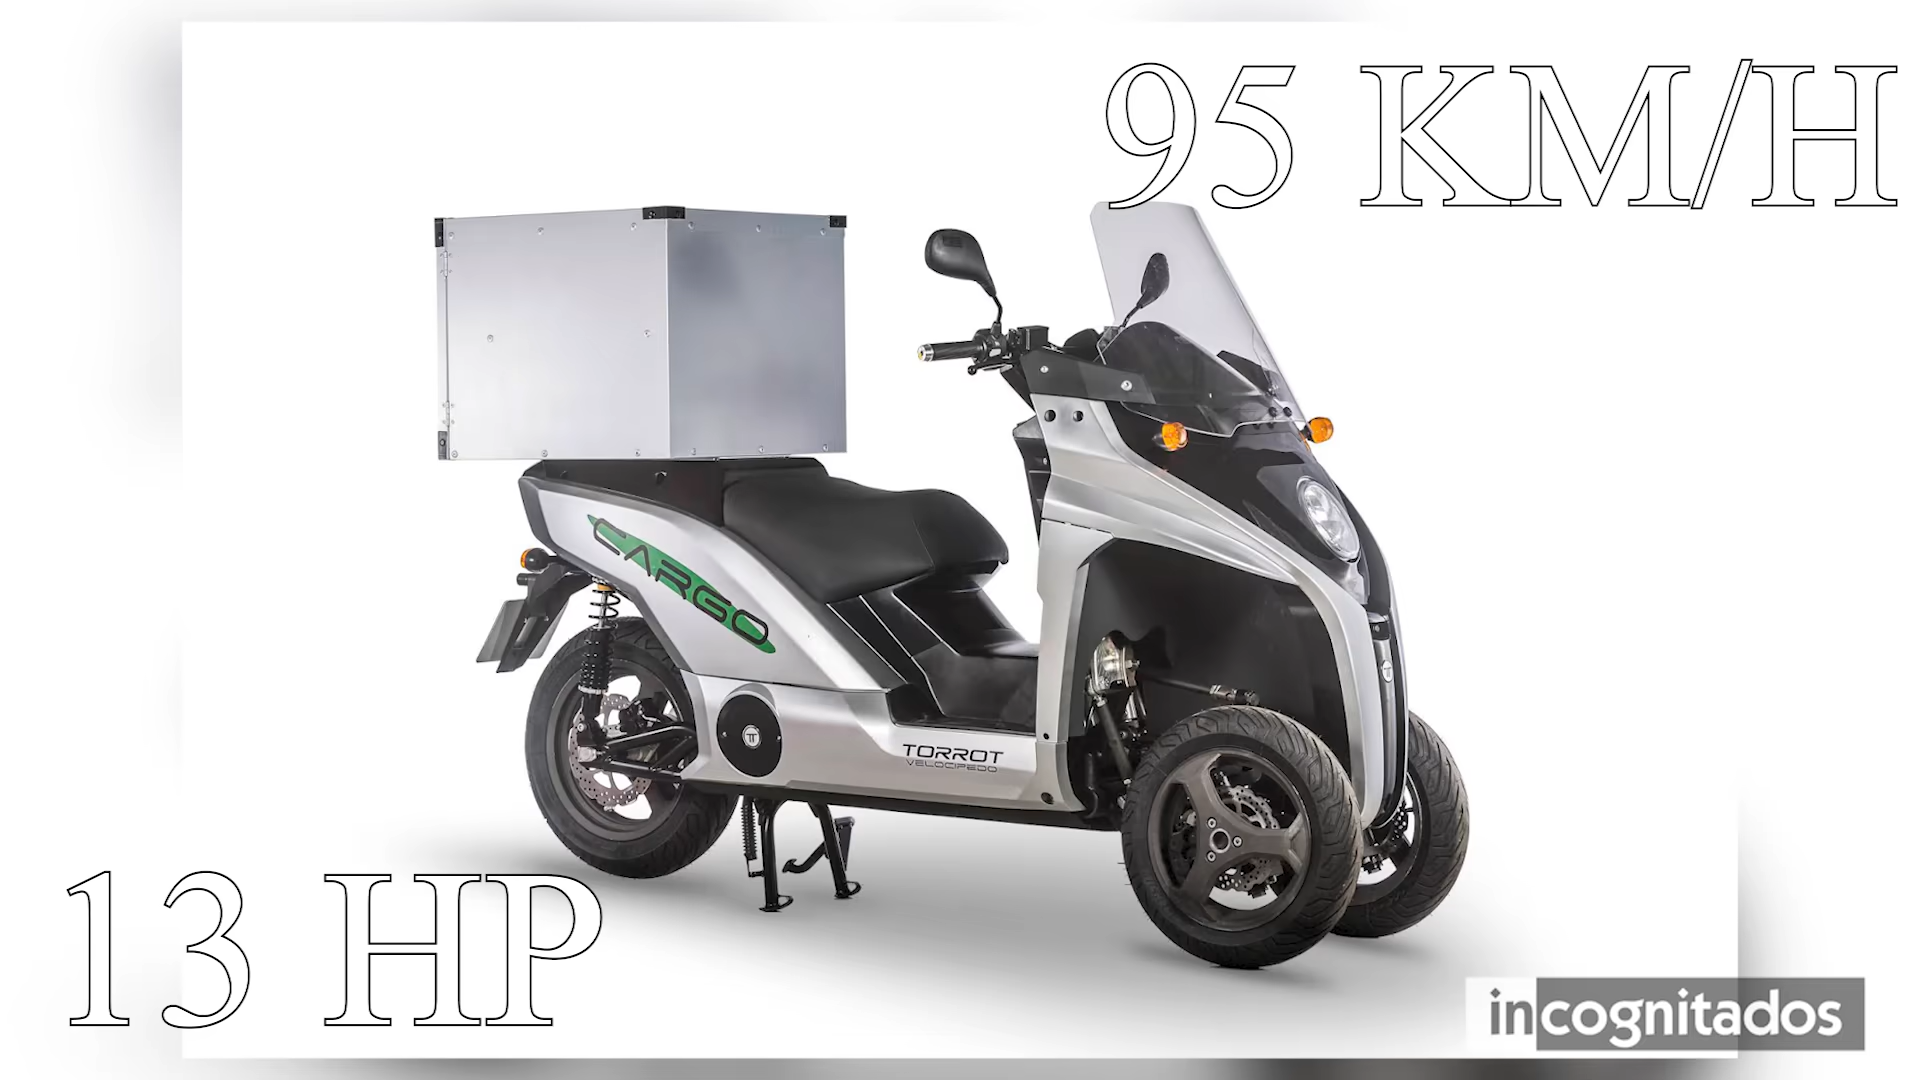 95 KM/H
CARGO
TORROT
VELOCIPEDO
13 HP
incognitados